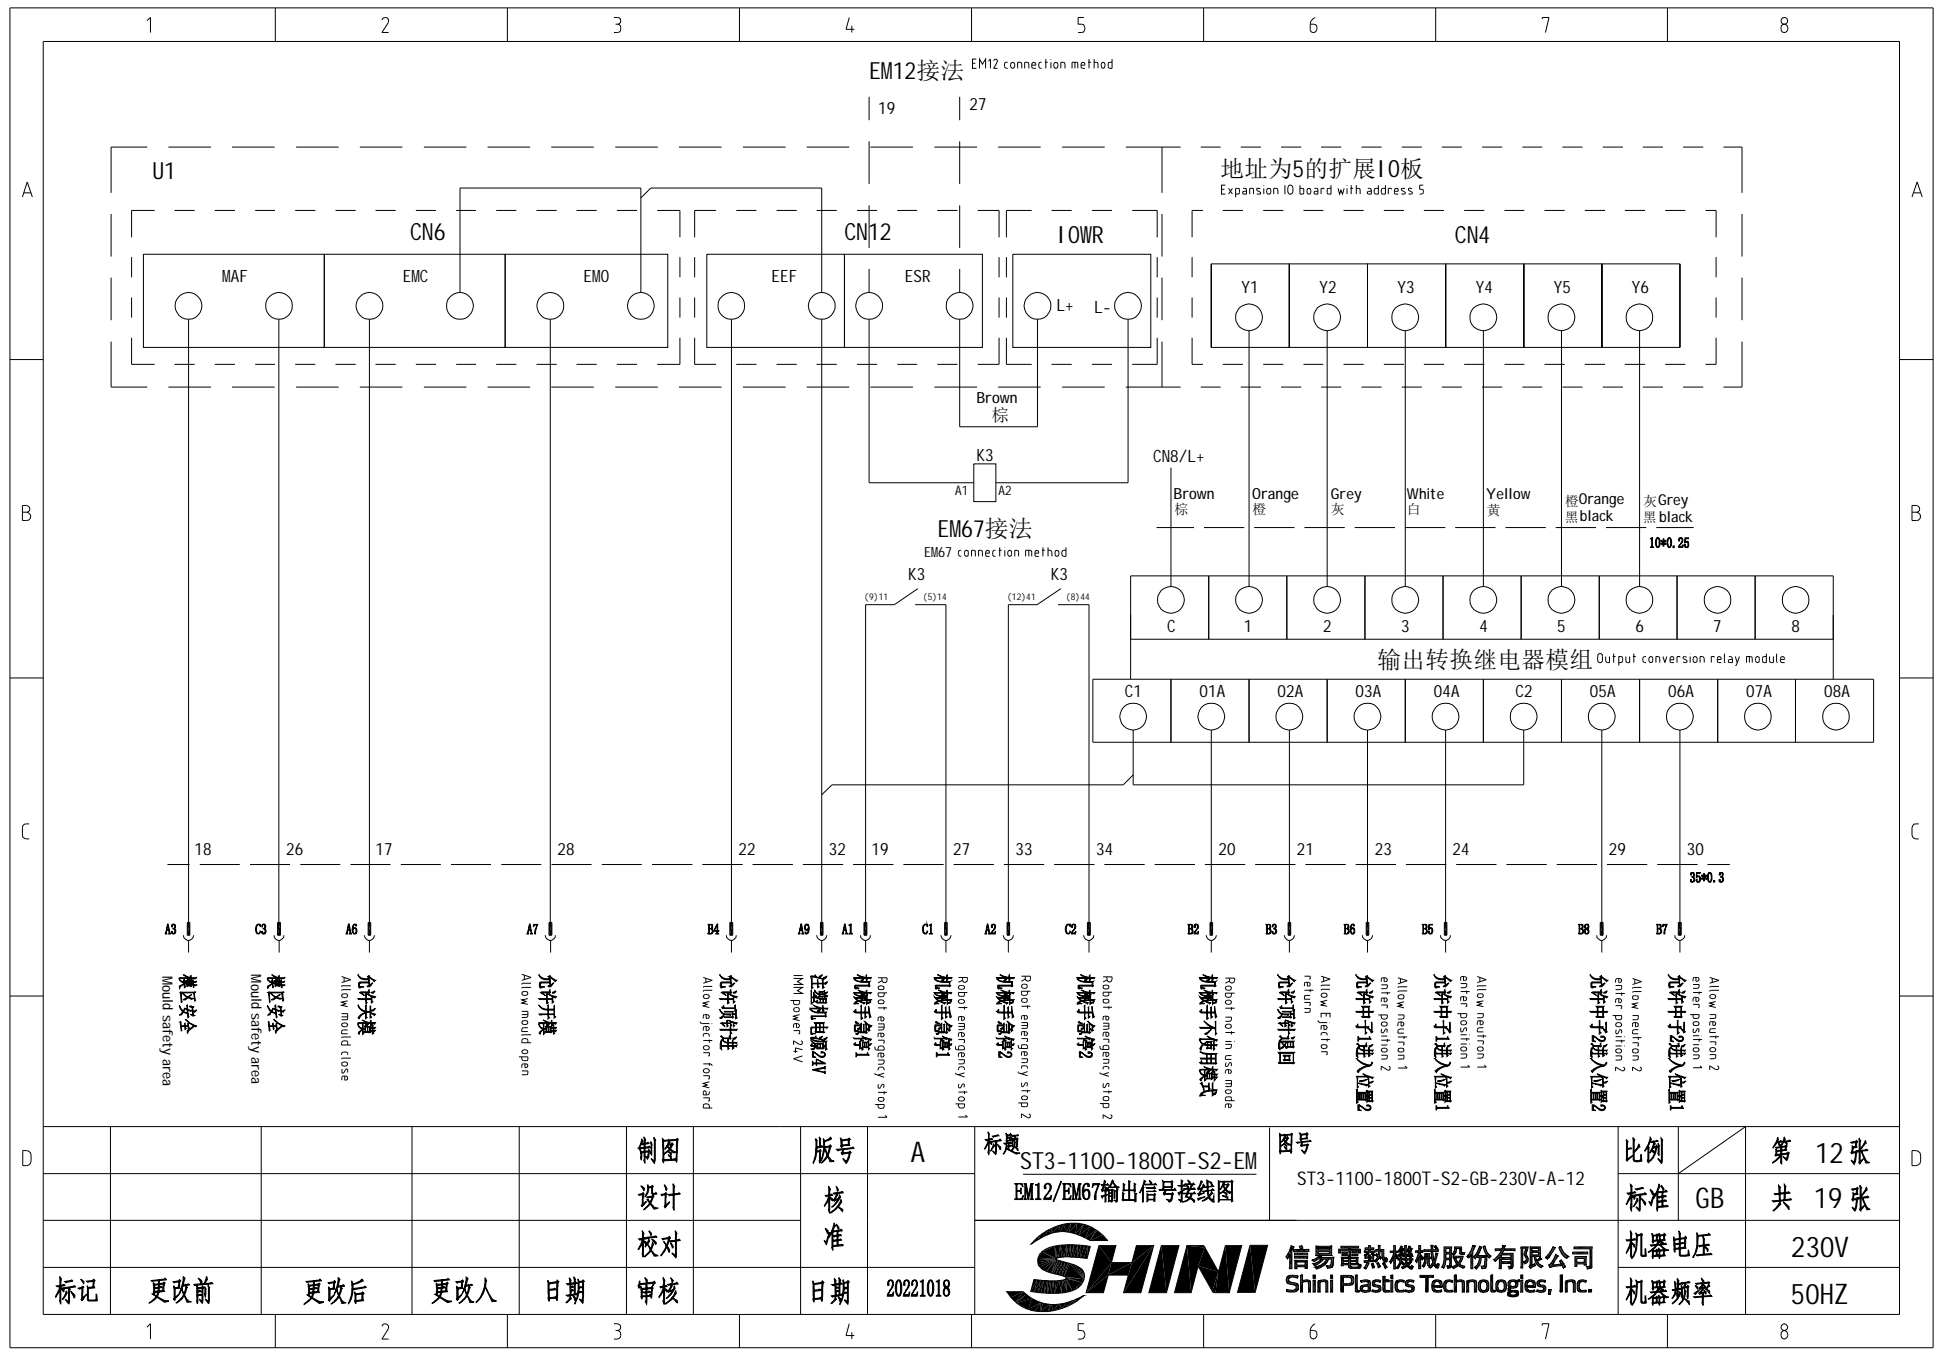 1 2 3 4 5 6 7 8
EM12接法 EM12 connection method
19 27
U1
地址为5的扩展IO板
Expansion IO board with address 5
A A
CN6 CN12 IOWR CN4
MAF EMC EMO EEF ESR L+ L- Y1 Y2 Y3 Y4 Y5 Y6
Brown
棕
K3
A1 A2
CN8/L+
B B
Brown
棕
Orange
橙
Grey
灰
White
白
Yellow
黄
橙Orange
黑black
灰Grey
黑black
10*0.25
EM67接法
EM67 connection method
K3 K3
(9)11 (5)14 (12)41 (8)44
C 1 2 3 4 5 6 7 8
输出转换继电器模组 Output conversion relay module
C1 01A 02A 03A 04A C2 05A 06A 07A 08A
C C
18 26 17 28 22 32 19 27 33 34 20 21 23 24 29 30
35*0.3
A3 C3 A6 A7 B4 A9 A1 C1 A2 C2 B2 B3 B6 B5 B8 B7
模区安全
Mould safety area
模区安全
Mould safety area
允许关模
Allow mould close
允许开模
Allow mould open
允许顶针进
Allow ejector forward
注塑机电源24V
IMM power 24V
机械手急停1
Robot emergency stop 1
机械手急停1
Robot emergency stop 1
机械手急停2
Robot emergency stop 2
机械手急停2
Robot emergency stop 2
机械手不使用模式
Robot not in use mode
允许顶针退回
Allow Ejector
return
允许中子1进入位置2
Allow neutron 1
enter position 2
允许中子1进入位置1
Allow neutron 1
enter position 1
允许中子2进入位置2
Allow neutron 2
enter position 2
允许中子2进入位置1
Allow neutron 2
enter position 1
D D
制图 版号 A
设计 核准
校对
标记 更改前 更改后 更改人 日期 审核 日期 20221018
标题
ST3-1100-1800T-S2-EM
EM12/EM67输出信号接线图
图号
ST3-1100-1800T-S2-GB-230V-A-12
比例 第 12 张
标准 GB 共 19 张
机器电压 230V
机器频率 50HZ
SHINI
信易電熱機械股份有限公司
Shini Plastics Technologies, Inc.
1 2 3 4 5 6 7 8